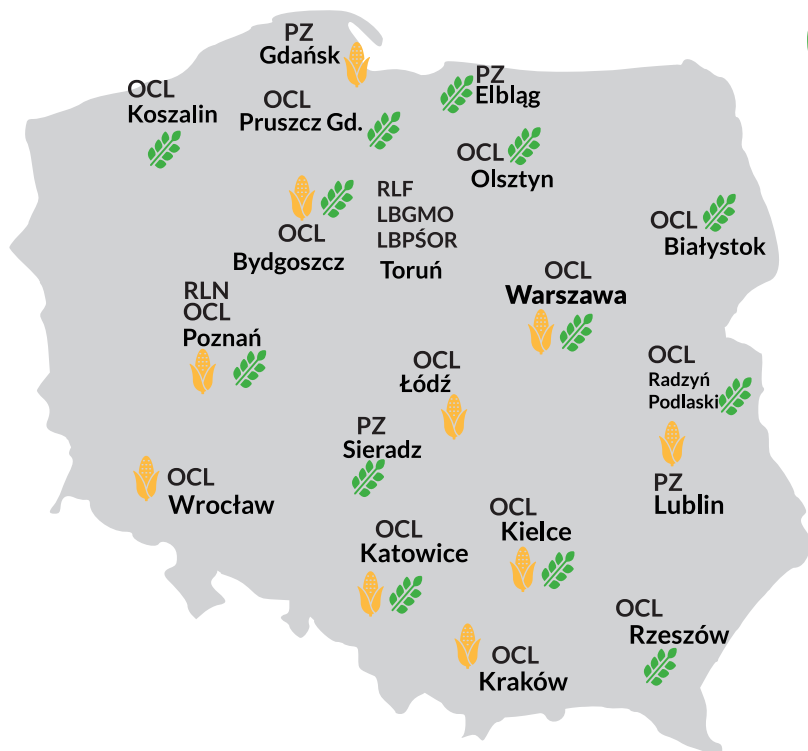 PZ
Gdańsk
OCL
Koszalin
OCL
Pruszcz Gd.
PZ
Elbląg
OCL
Olsztyn
RLF
LBGMO
LBPŚOR
Toruń
OCL
Bydgoszcz
OCL
Białystok
OCL
Warszawa
RLN
OCL
Poznań
OCL
Łódź
OCL
Radzyń
Podlaski
PZ
Sieradz
PZ
Lublin
OCL
Wrocław
OCL
Katowice
OCL
Kielce
OCL
Rzeszów
OCL
Kraków